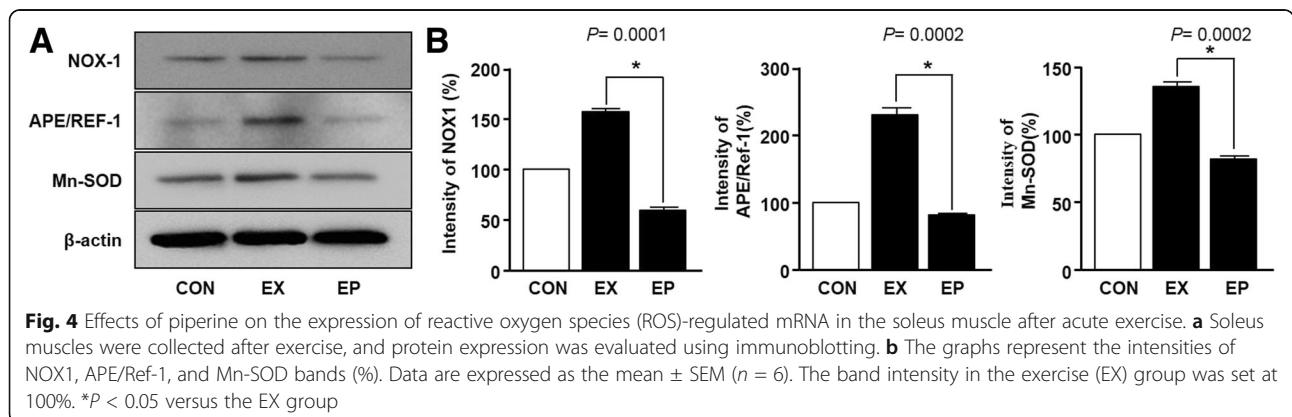 A
NOX-1
APE/REF-1
Mn-SOD
β-actin
CON EX EP
B
P= 0.0001
*
Intensity of NOX1 (%)
200
150
100
50
0
CON EX EP
P= 0.0002
*
Intensity of
APE/Ref-1(%)
300
200
100
0
CON EX EP
P= 0.0002
*
Intensity of
Mn-SOD(%)
150
100
50
0
CON EX EP
Fig. 4 Effects of piperine on the expression of reactive oxygen species (ROS)-regulated mRNA in the soleus muscle after acute exercise. a Soleus
muscles were collected after exercise, and protein expression was evaluated using immunoblotting. b The graphs represent the intensities of
NOX1, APE/Ref-1, and Mn-SOD bands (%). Data are expressed as the mean ± SEM (n = 6). The band intensity in the exercise (EX) group was set at
100%. *P < 0.05 versus the EX group